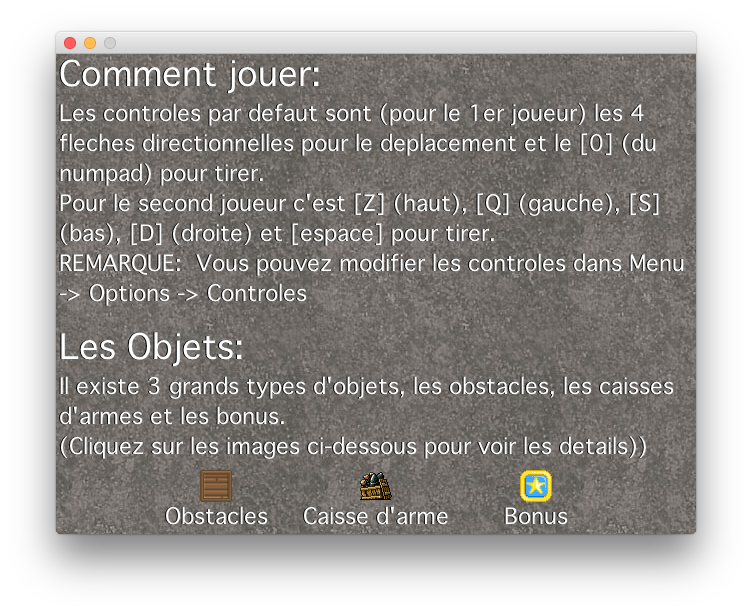 Comment jouer:
Les controles par defaut sont (pour le 1er joueur) les 4
fleches directionnelles pour le deplacement et le [0] (du
numpad) pour tirer.
Pour le second joueur c'est [Z] (haut), [Q] (gauche), [S]
(bas), [D] (droite) et [espace] pour tirer.
REMARQUE:  Vous pouvez modifier les controles dans Menu
-> Options -> Controles
Les Objets:
Il existe 3 grands types d'objets, les obstacles, les caisses
d'armes et les bonus.
(Cliquez sur les images ci-dessous pour voir les details))
Obstacles Caisse d'arme Bonus